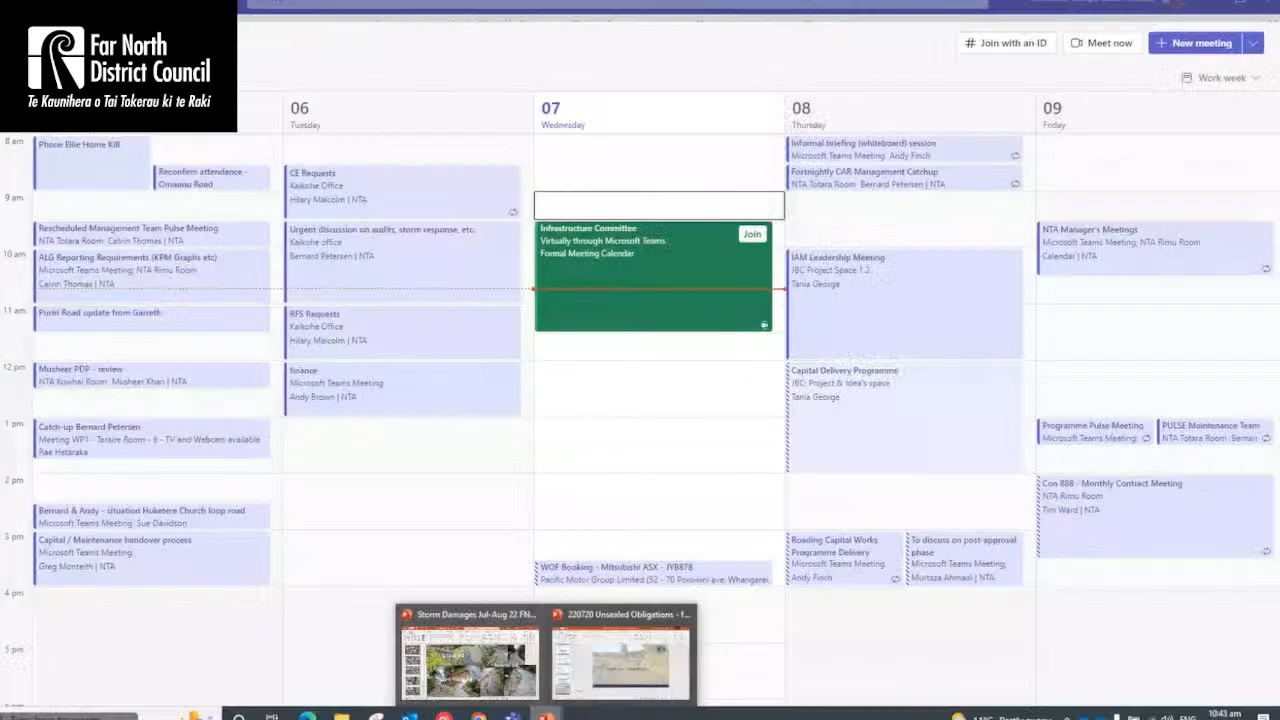 Far North
District Council
Te Kaunihera o Tai Tokerau ki te Raki
# Join with an ID
Meet now
+ New meeting
Work week
06
Tuesday
07
Wednesday
08
Thursday
09
Friday
8 am
9 am
10 am
11 am
12 pm
1 pm
2 pm
3 pm
4 pm
5 pm
Phone Ellie Home Kill
Reconfirm attendance -
Omaunu Road
Rescheduled Management Team Pulse Meeting
NTA Totara Room Calvin Thomas | NTA
ALG Reporting Requirements (KPM Graphs etc)
Microsoft Teams Meeting; NTA Rimu Room
Calvin Thomas | NTA
Puriri Road update from Garreth
Musheer PDP - review
NTA Kowhai Room Musheer Khan | NTA
Catch-up Bernard Petersen
Meeting WP1 - Taraire Room - 6 - TV and Webcam available
Rae Hetaraka
Bernard & Andy - situation Huketere Church loop road
Microsoft Teams Meeting Sue Davidson
Capital / Maintenance handover process
Microsoft Teams Meeting;
Greg Monteith | NTA
CE Requests
Kaikohe Office
Hilary Malcolm | NTA
Urgent discussion on audits, storm response, etc.
Kaikohe office
Bernard Petersen | NTA
RFS Requests
Kaikohe Office
Hilary Malcolm | NTA
finance
Microsoft Teams Meeting
Andy Brown | NTA
Infrastructure Committee
Virtually through Microsoft Teams
Formal Meeting Calendar
Join
WOF Booking - Mitsubishi ASX - JYB878
Pacific Motor Group Limited (52 - 70 Porowini ave, Whangarei
Informal briefing (whiteboard) session
Microsoft Teams Meeting Andy Finch
Fortnightly CAR Management Catchup
NTA Totara Room Bernard Petersen | NTA
IAM Leadership Meeting
JBC Project Space 1.2
Tania George
Capital Delivery Programme
JBC: Project & Idea's space
Tania George
Roading Capital Works
Programme Delivery
Microsoft Teams Meeting
Andy Finch
To discuss on post-approval
phase
Microsoft Teams Meeting;
Murtaza Ahmadi | NTA
NTA Manager's Meetings
Microsoft Teams Meeting; NTA Rimu Room
Calendar | NTA
Programme Pulse Meeting
Microsoft Teams Meeting;
PULSE Maintenance Team
NTA Totara Room Bernar
Con 888 - Monthly Contract Meeting
NTA Rimu Room
Tim Ward | NTA
Storm Damages Jul-Aug 22 FN...
220720 Unsealed Obligations - f...
ENG
10:43 am